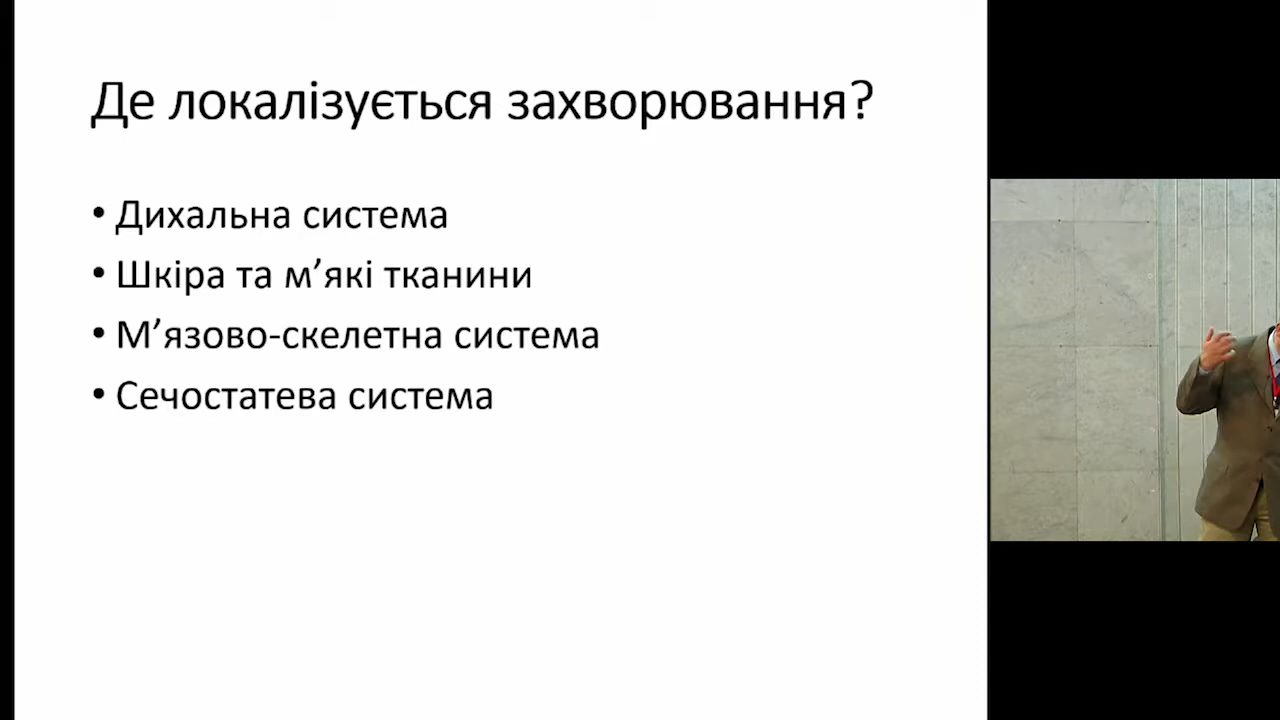 Де локалізується захворювання?
• Дихальна система
• Шкіра та м’які тканини
• М’язово-скелетна система
• Сечостатева система